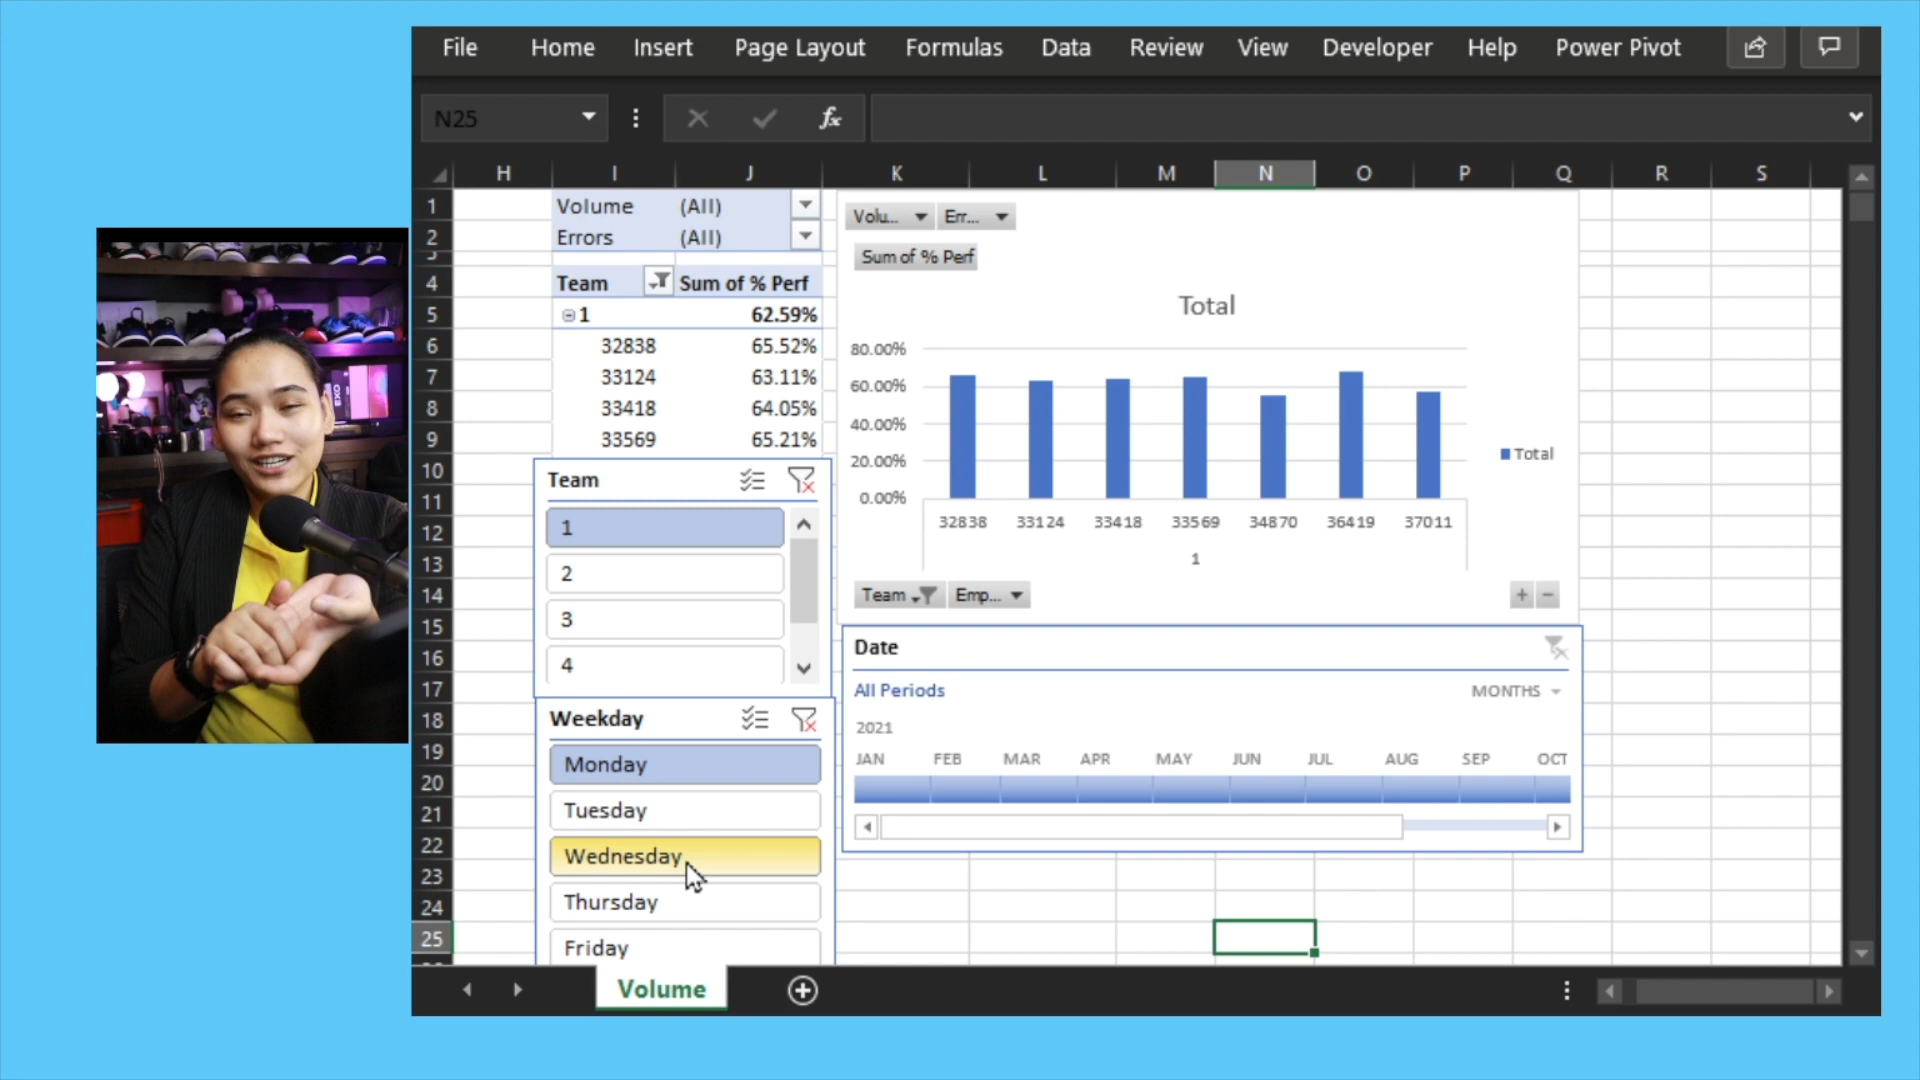 File Home Insert Page Layout Formulas Data Review View Developer Help Power Pivot
N25 fx
H I J K L M N O P Q R S
1 Volume (All)
2 Errors (All)
3
4 Team Sum of % Perf
5 1 62.59%
6 32838 65.52%
7 33124 63.11%
8 33418 64.05%
9 33569 65.21%
10
11
12
13
14
15
16
17
18
19
20
21
22
23
24
25
Team
1
2
3
4
Weekday
Monday
Tuesday
Wednesday
Thursday
Friday
Volu... Err...
Sum of % Perf
Total
80.00%
60.00%
40.00%
20.00%
0.00%
32838 33124 33418 33569 34870 36419 37011
1
Total
Team Emp...
Date
All Periods MONTHS
2021
JAN FEB MAR APR MAY JUN JUL AUG SEP OCT
Volume